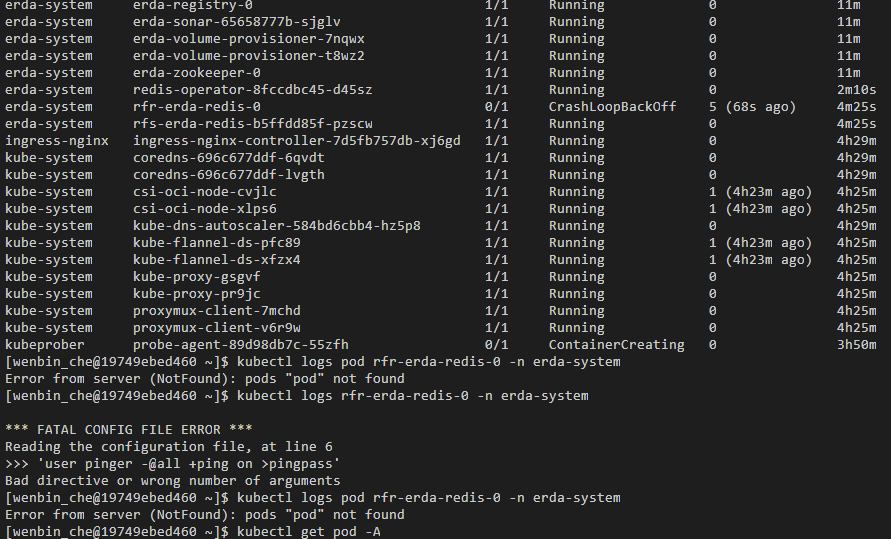 erda-system erda-registry-0 1/1 Running 0 11m
erda-system erda-sonar-65658777b-sjglv 1/1 Running 0 11m
erda-system erda-volume-provisioner-7nqwx 1/1 Running 0 11m
erda-system erda-volume-provisioner-t8wz2 1/1 Running 0 11m
erda-system erda-zookeeper-0 1/1 Running 0 11m
erda-system redis-operator-8fccdbc45-d45sz 1/1 Running 0 2m10s
erda-system rfr-erda-redis-0 0/1 CrashLoopBackOff 5 (68s ago) 4m25s
erda-system rfs-erda-redis-b5ffdd85f-pzscw 1/1 Running 0 4m25s
ingress-nginx ingress-nginx-controller-7d5fb757db-xj6gd 1/1 Running 0 4h29m
kube-system coredns-696c677ddf-6qvdt 1/1 Running 0 4h29m
kube-system coredns-696c677ddf-lvgth 1/1 Running 0 4h29m
kube-system csi-oci-node-cvjlc 1/1 Running 1 (4h23m ago) 4h25m
kube-system csi-oci-node-xlps6 1/1 Running 1 (4h23m ago) 4h25m
kube-system kube-dns-autoscaler-584bd6cbb4-hz5p8 1/1 Running 0 4h29m
kube-system kube-flannel-ds-pfc89 1/1 Running 1 (4h23m ago) 4h25m
kube-system kube-flannel-ds-xfzx4 1/1 Running 1 (4h23m ago) 4h25m
kube-system kube-proxy-gsgvf 1/1 Running 0 4h25m
kube-system kube-proxy-pr9jc 1/1 Running 0 4h25m
kube-system proxymux-client-7mchd 1/1 Running 0 4h25m
kube-system proxymux-client-v6r9w 1/1 Running 0 4h25m
kubeprober probe-agent-89d98db7c-55zfh 0/1 ContainerCreating 0 3h50m
[wenbin_che@19749ebed460 ~]$ kubectl logs pod rfr-erda-redis-0 -n erda-system
Error from server (NotFound): pods "pod" not found
[wenbin_che@19749ebed460 ~]$ kubectl logs rfr-erda-redis-0 -n erda-system
*** FATAL CONFIG FILE ERROR ***
Reading the configuration file, at line 6
>>> 'user pinger -@all +ping on >pingpass'
Bad directive or wrong number of arguments
[wenbin_che@19749ebed460 ~]$ kubectl logs pod rfr-erda-redis-0 -n erda-system
Error from server (NotFound): pods "pod" not found
[wenbin_che@19749ebed460 ~]$ kubectl get pod -A